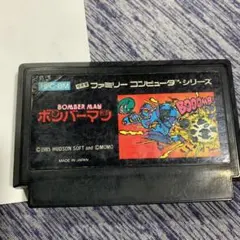 HFC-BM ファミリー コンピュータ・シリーズ
BOMBER MAN
ボンバーマン
BOOOMB!
©1985 HUDSON SOFT and ©MOMO
MADE IN JAPAN